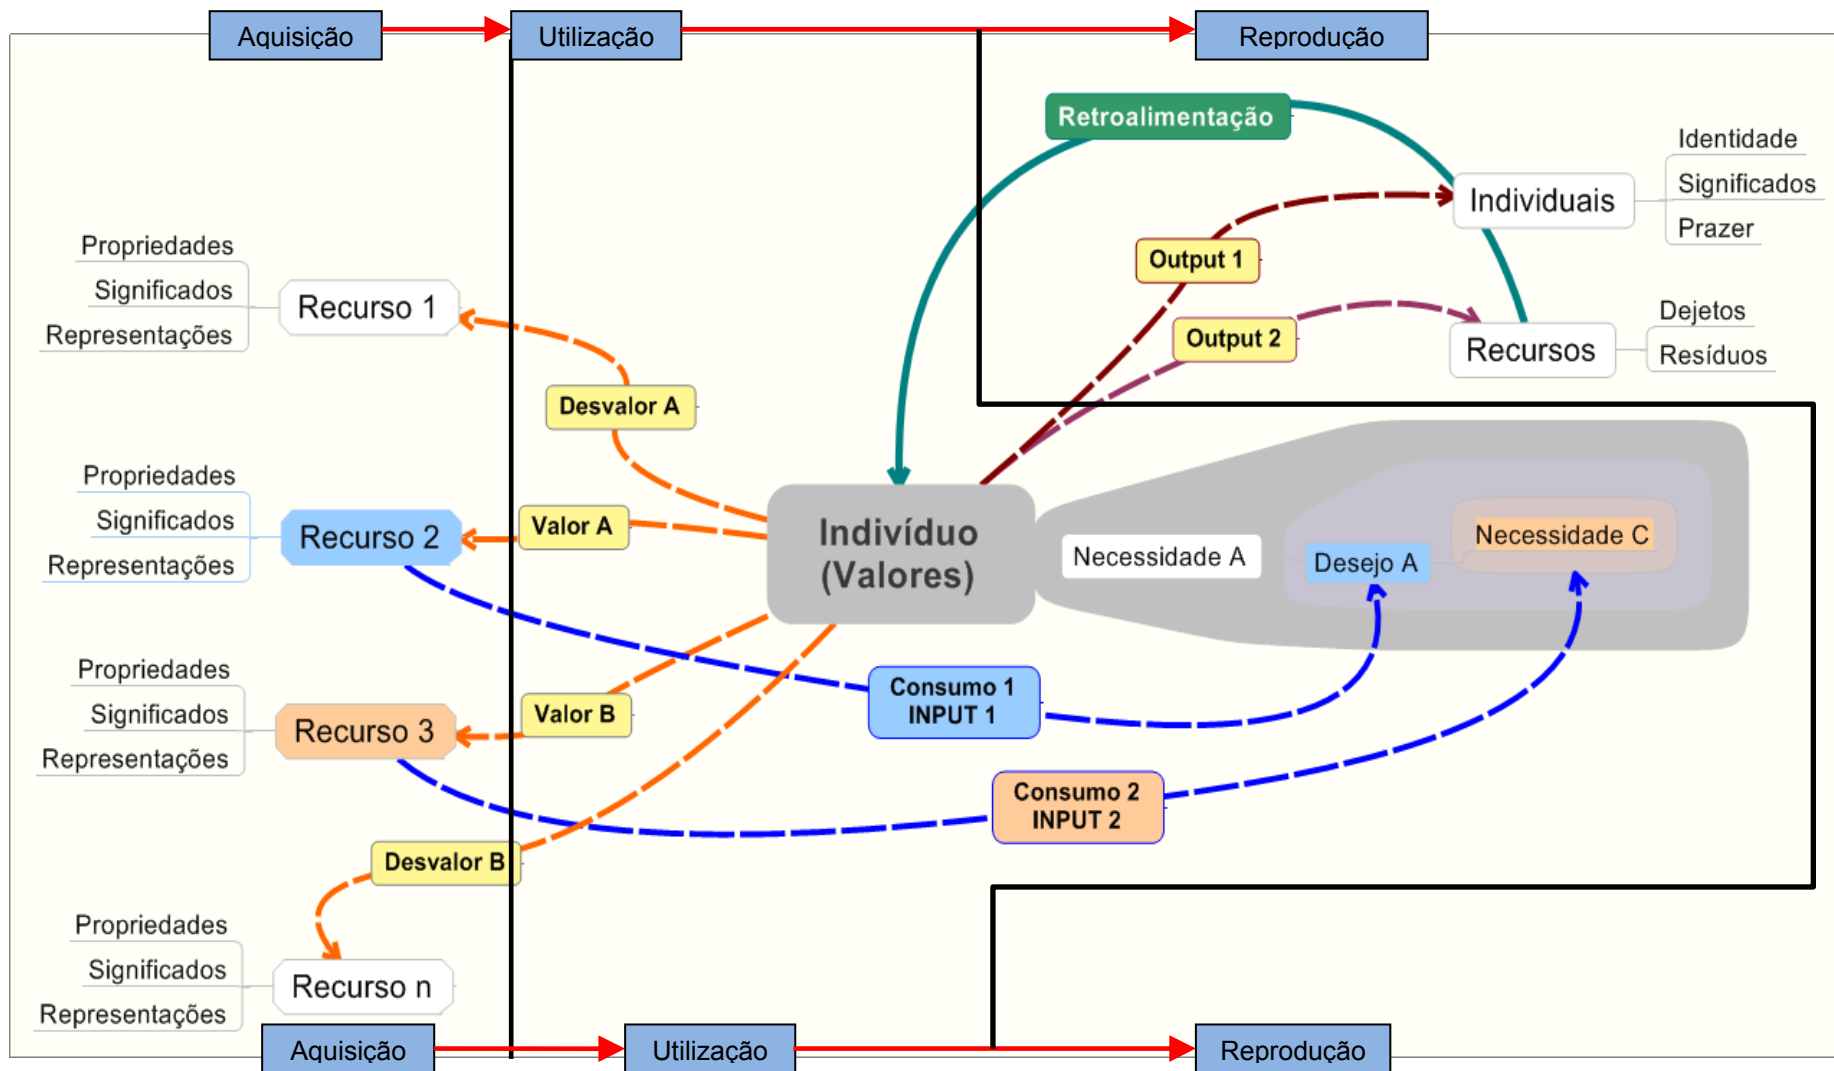 Aquisição
Utilização
Reprodução
Retroalimentação
Identidade
Individuais
Significados
Prazer
Output 1
Output 2
Recursos
Dejetos
Resíduos
Propriedades
Significados
Representações
Recurso 1
Desvalor A
Propriedades
Significados
Representações
Recurso 2
Valor A
Indivíduo
(Valores)
Necessidade A
Desejo A
Necessidade C
Propriedades
Significados
Representações
Recurso 3
Valor B
Consumo 1
INPUT 1
Consumo 2
INPUT 2
Desvalor B
Propriedades
Significados
Representações
Recurso n
Aquisição
Utilização
Reprodução